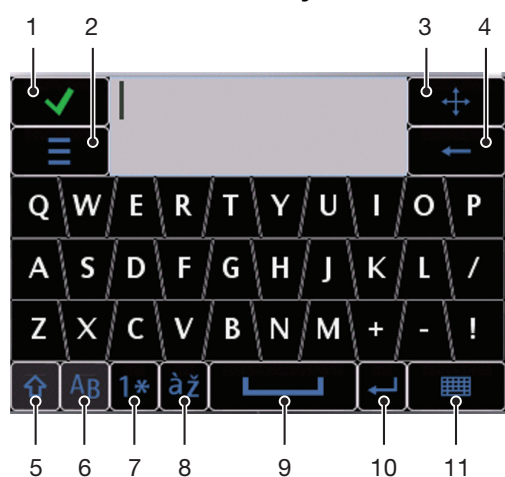 1 2 3 4
Q W E R T Y U I O P
A S D F G H J K L /
Z X C V B N M + - !
AB 1* àž
5 6 7 8 9 10 11